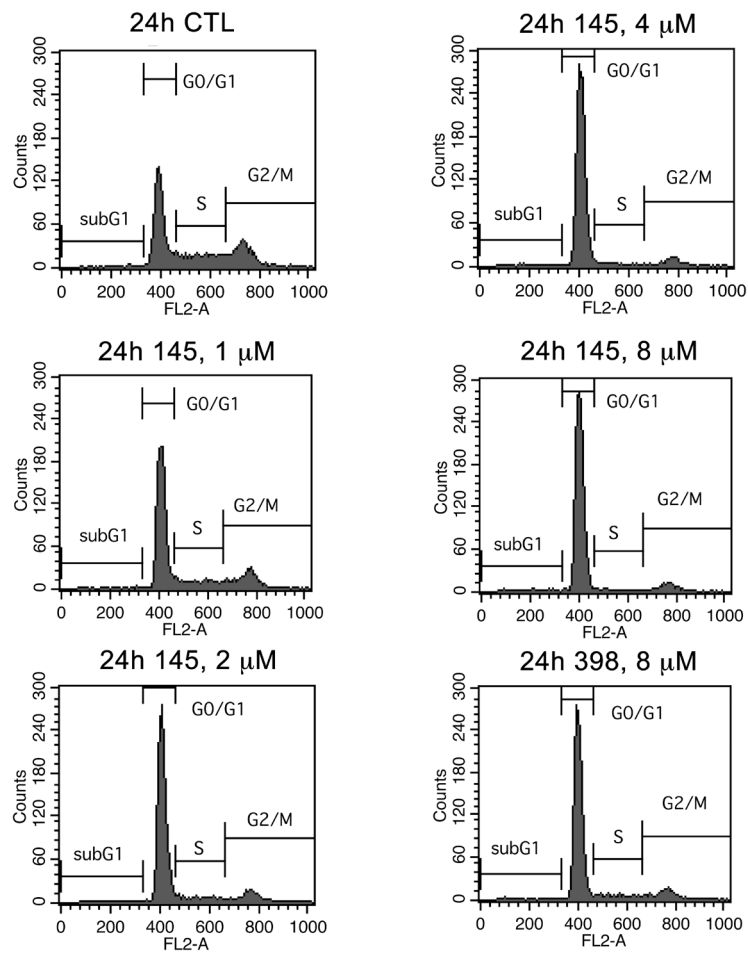 24h CTL
300
240
180
120
60
0
Counts
G0/G1
subG1
S
G2/M
0 200 400 600 800 1000
FL2-A
24h 145, 4 μM
300
240
180
120
60
0
Counts
G0/G1
subG1
S
G2/M
0 200 400 600 800 1000
FL2-A
24h 145, 1 μM
300
240
180
120
60
0
Counts
G0/G1
subG1
S
G2/M
0 200 400 600 800 1000
FL2-A
24h 145, 8 μM
300
240
180
120
60
0
Counts
G0/G1
subG1
S
G2/M
0 200 400 600 800 1000
FL2-A
24h 145, 2 μM
300
240
180
120
60
0
Counts
G0/G1
subG1
S
G2/M
0 200 400 600 800 1000
FL2-A
24h 398, 8 μM
300
240
180
120
60
0
Counts
G0/G1
subG1
S
G2/M
0 200 400 600 800 1000
FL2-A